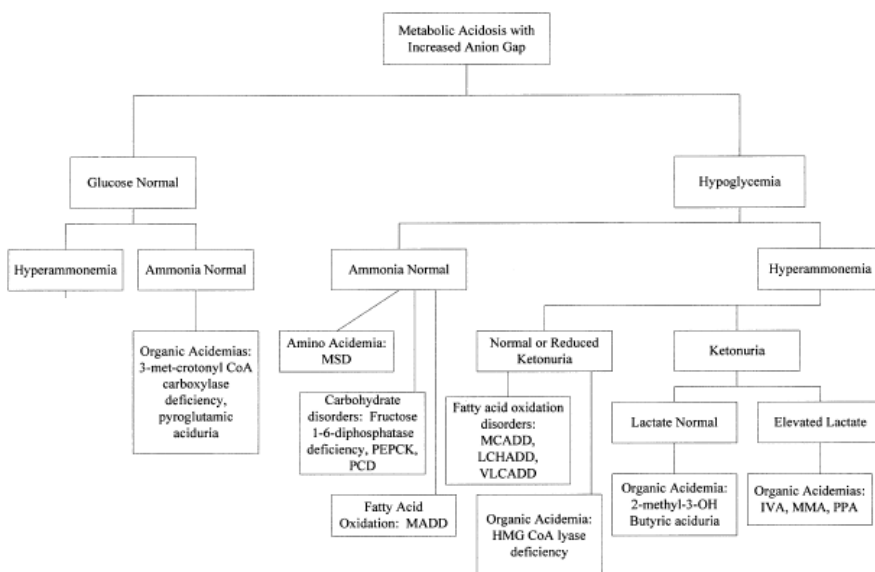 Metabolic Acidosis with
Increased Anion Gap
Glucose Normal
Hypoglycemia
Hyperammonemia
Ammonia Normal
Ammonia Normal
Hyperammonemia
Organic Acidemias:
3-met-crotonyl CoA
carboxylase
deficiency,
pyroglutamic
aciduria
Amino Acidemia:
MSD
Carbohydrate
disorders: Fructose
1-6-diphosphatase
deficiency, PEPCK,
PCD
Fatty Acid
Oxidation: MADD
Normal or Reduced
Ketonuria
Fatty acid oxidation
disorders:
MCADD,
LCHADD,
VLCADD
Organic Acidemia:
HMG CoA lyase
deficiency
Ketonuria
Lactate Normal
Elevated Lactate
Organic Acidemia:
2-methyl-3-OH
Butyric aciduria
Organic Acidemias:
IVA, MMA, PPA